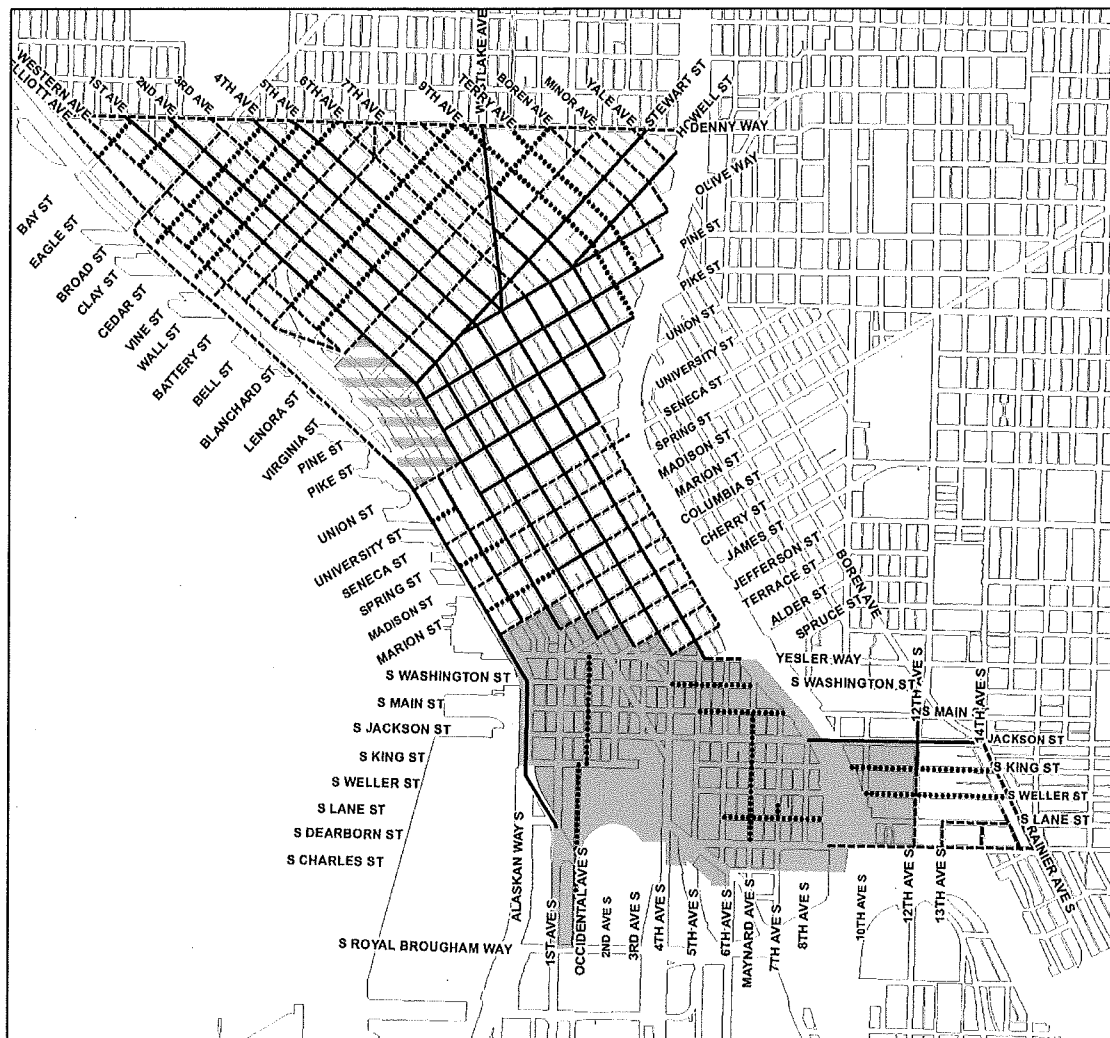 WESTERN AVE
ELLIOTT AVE
1ST AVE
2ND AVE
3RD AVE
4TH AVE
5TH AVE
6TH AVE
7TH AVE
9TH AVE
WESTLAKE AVE
TERRY AVE
BOREN AVE
MINOR AVE
YALE AVE
STEWART ST
HOWELL ST
DENNY WAY
OLIVE WAY
PINE ST
PIKE ST
UNION ST
UNIVERSITY ST
SENECA ST
SPRING ST
MADISON ST
MARION ST
COLUMBIA ST
CHERRY ST
JAMES ST
JEFFERSON ST
TERRACE ST
ALDER ST
SPRUCE ST
BOREN AVE
YESLER WAY
S WASHINGTON ST
S MAIN
12TH AVE S
14TH AVE S
JACKSON ST
S KING ST
S WELLER ST
S LANE ST
RAINIER AVE S
BAY ST
EAGLE ST
BROAD ST
CLAY ST
CEDAR ST
VINE ST
WALL ST
BATTERY ST
BELL ST
BLANCHARD ST
LENORA ST
VIRGINIA ST
PINE ST
PIKE ST
UNION ST
UNIVERSITY ST
SENECA ST
SPRING ST
MADISON ST
MARION ST
S WASHINGTON ST
S MAIN ST
S JACKSON ST
S KING ST
S WELLER ST
S LANE ST
S DEARBORN ST
S CHARLES ST
S ROYAL BROUGHAM WAY
ALASKAN WAY S
1ST AVE S
OCCIDENTAL AVE S
2ND AVE S
3RD AVE S
4TH AVE S
5TH AVE S
6TH AVE S
MAYNARD AVE S
7TH AVE S
8TH AVE S
10TH AVE S
12TH AVE S
13TH AVE S